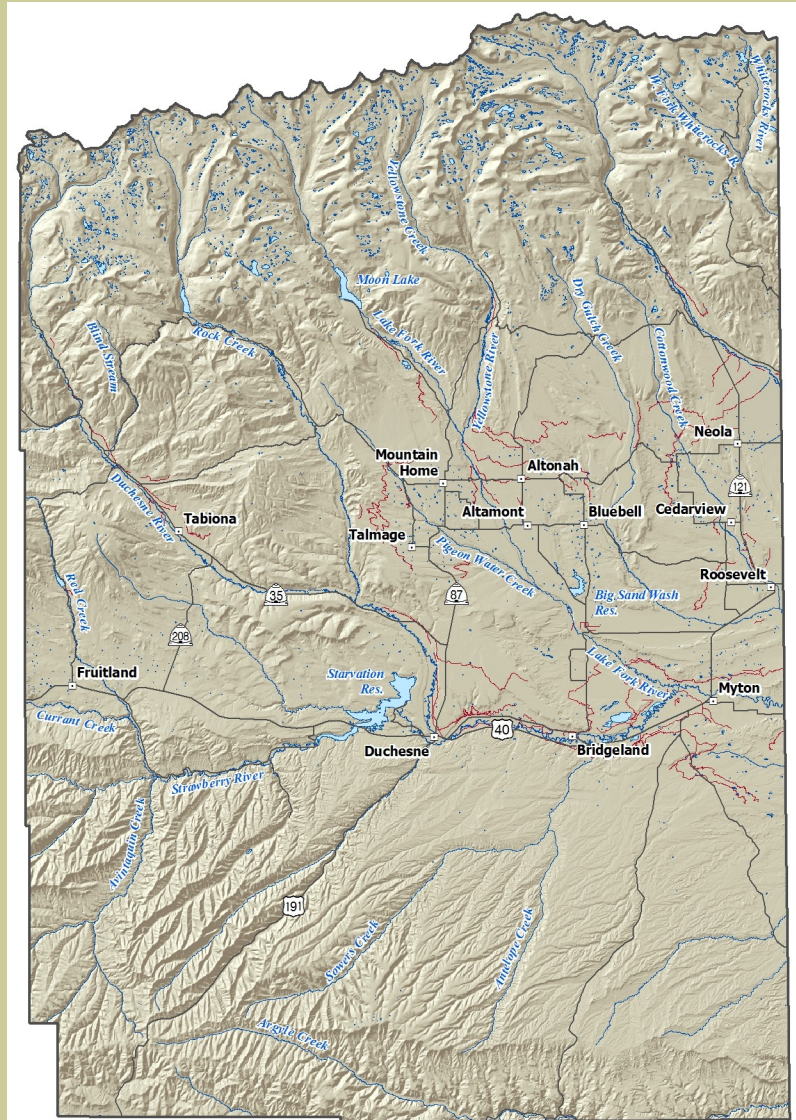 Whiterocks River
W. Fork Whiterocks R.
Yellowstone Creek
Moon Lake
Dry Gulch Creek
Lake Fork River
Rock Creek
Blind Stream
Yellowstone River
Cottonwood Creek
Neola
Mountain
Home
Altonah
121
Duchesne River
Tabiona
Altamont
Bluebell
Cedarview
Talmage
Pigeon Water Creek
Roosevelt
Red Creek
35
87
Big Sand Wash
Res.
208
Fruitland
Starvation
Res.
Lake Fork River
Myton
Currant Creek
40
Duchesne
Bridgeland
Strawberry River
Avintaquin Creek
191
Sowers Creek
Antelope Creek
Argyle Creek